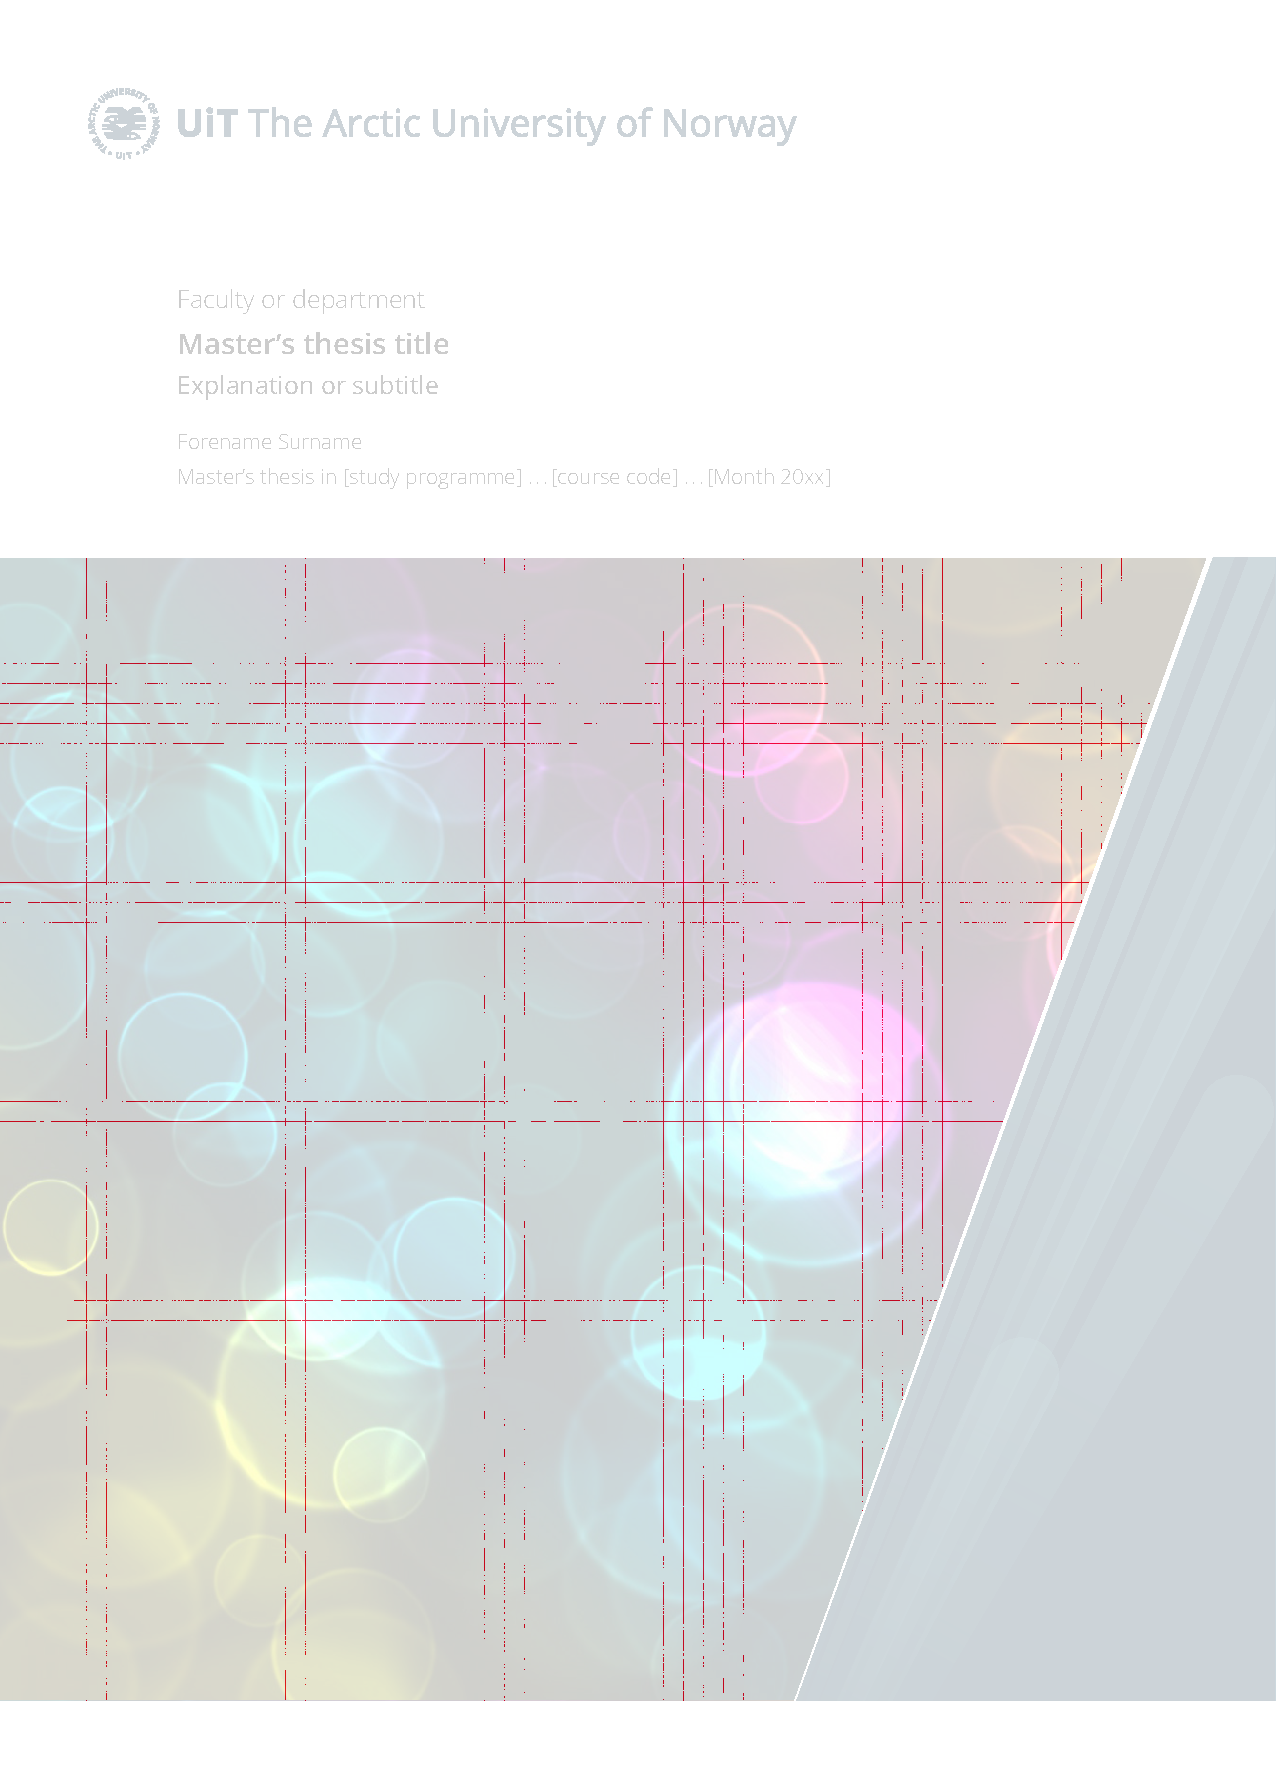 THE ARCTIC UNIVERSITY OF NORWAY • UiT •
UiT The Arctic University of Norway
Faculty or department
Master’s thesis title
Explanation or subtitle
Forename Surname
Master’s thesis in [study programme] … [course code] … [Month 20xx]